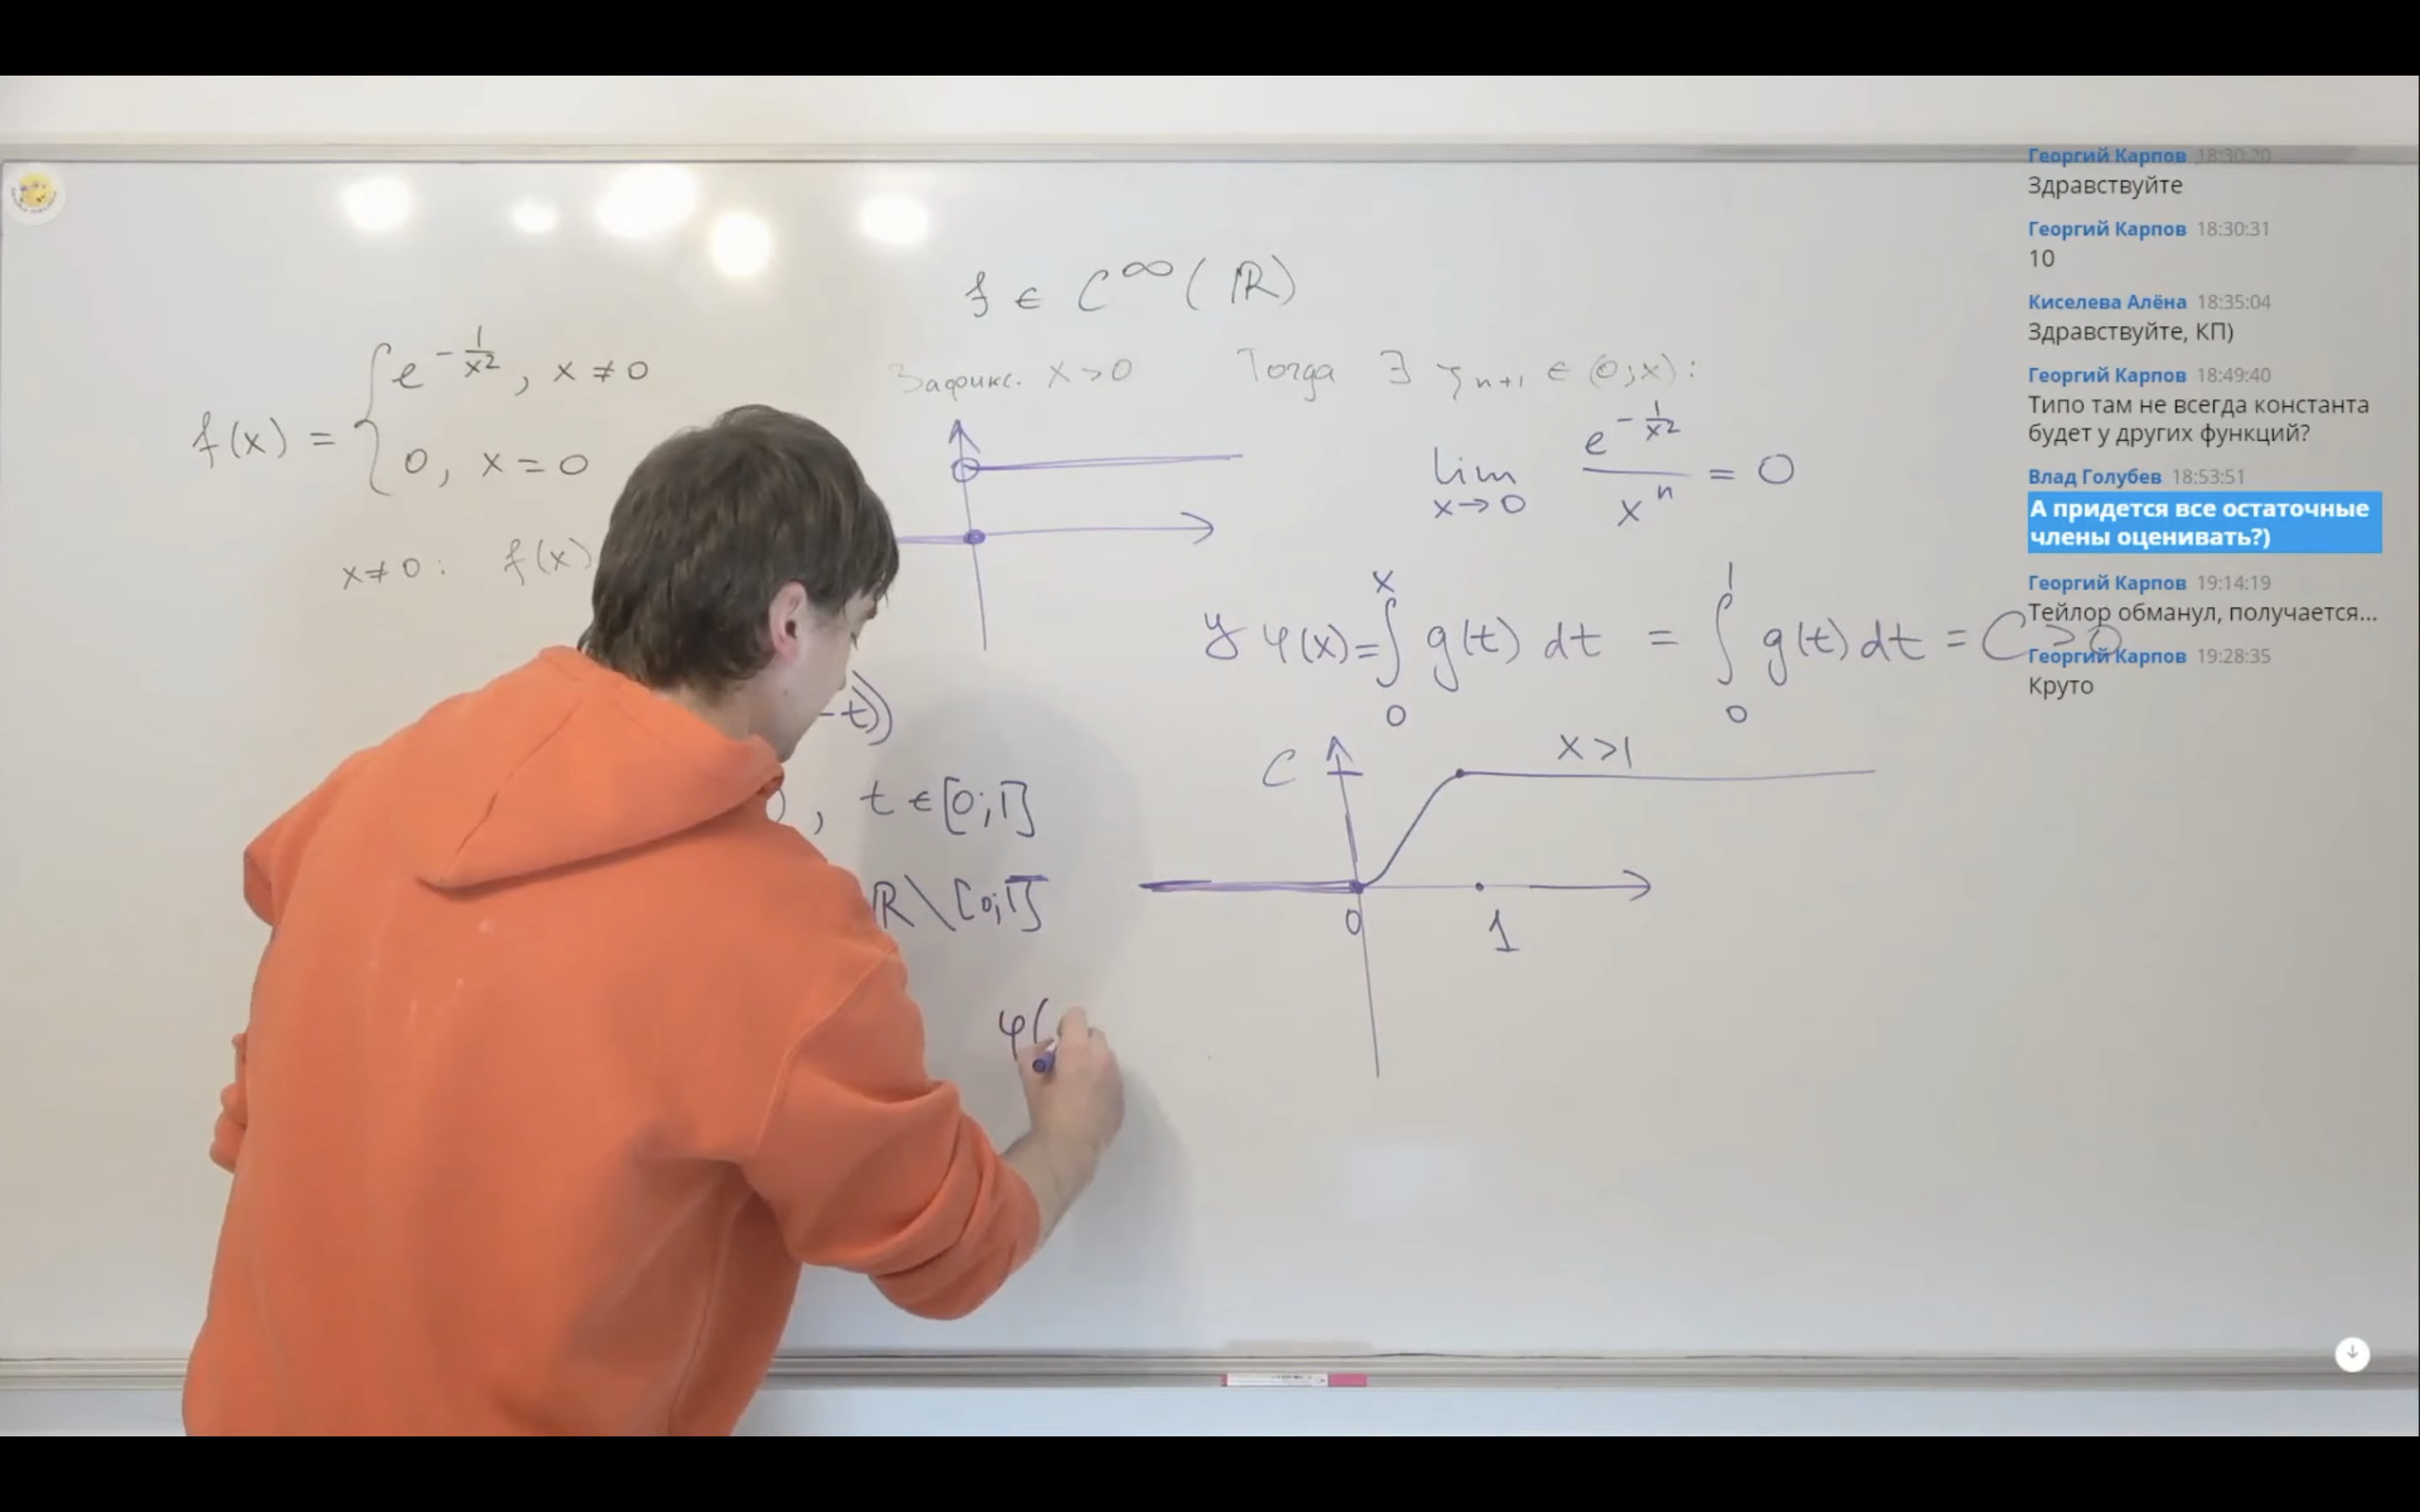 f ∈ C^∞(ℝ)
f(x) = { e^{-1/x²}, x ≠ 0
0, x = 0
Зафикс. x > 0 Тогда ∃ ξ_{n+1} ∈ (0;x):
lim_{x→0} e^{-1/x²} / x^n = 0
x ≠ 0: f(x)
φ(x) = ∫_0^x g(t) dt = ∫_0^1 g(t) dt = C > 0
-t))
, t ∈ [0;1]
ℝ \ [0;1]
C
x > 1
0
1
φ(
Георгий Карпов 18:30:20
Здравствуйте
Георгий Карпов 18:30:31
10
Киселева Алёна 18:35:04
Здравствуйте, КП)
Георгий Карпов 18:49:40
Типо там не всегда константа
будет у других функций?
Влад Голубев 18:53:51
А придется все остаточные
члены оценивать?)
Георгий Карпов 19:14:19
Тейлор обманул, получается...
Георгий Карпов 19:28:35
Круто